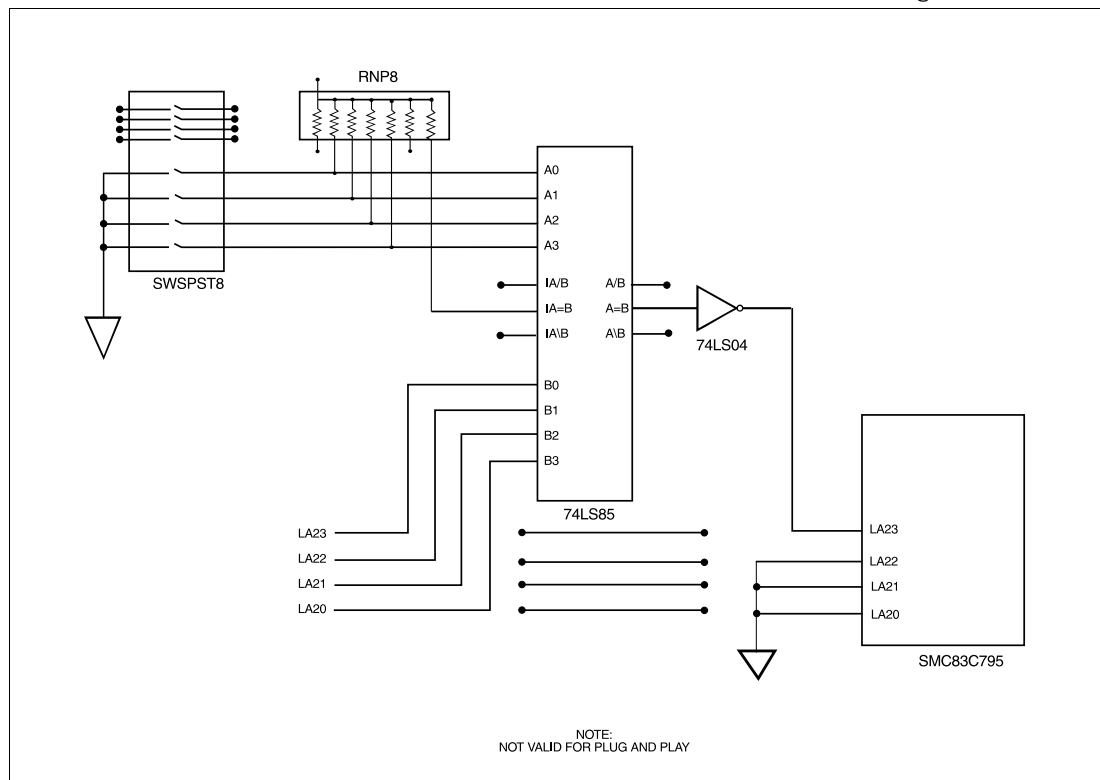 RNP8
SWSPST8
A0
A1
A2
A3
IA/B
A/B
IA=B
A=B
IA\B
A\B
74LS04
B0
B1
B2
B3
74LS85
LA23
LA22
LA21
LA20
LA23
LA22
LA21
LA20
SMC83C795
NOTE:
NOT VALID FOR PLUG AND PLAY